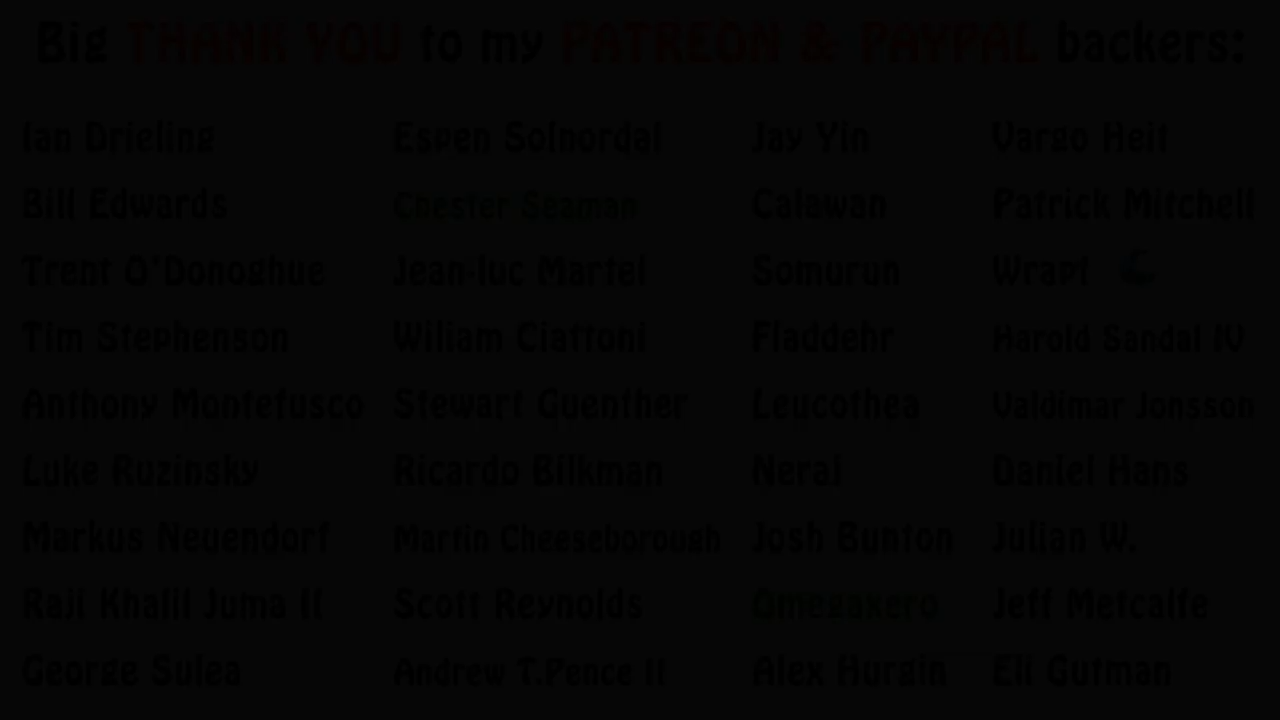 Big THANK YOU to my PATREON & PAYPAL backers:
Ian Drieling Espen Solnordal Jay Yin Vargo Heit
Bill Edwards Chester Seaman Calawan Patrick Mitchell
Trent O'Donoghue Jean-luc Martel Somurun Wrapt
Tim Stephenson Wiliam Ciaffoni Fladdehr Harold Sandal IV
Anthony Montefusco Stewart Guenther Leucothea Valdimar Jonsson
Luke Ruzinsky Ricardo Bilkman Neral Daniel Hans
Markus Neuendorf Martin Cheeseborough Josh Bunton Julian W.
Raji Khalil Juma II Scott Reynolds Omegaxero Jeff Metcalfe
George Sulea Andrew T.Pence II Alex Hurgin Eli Gutman